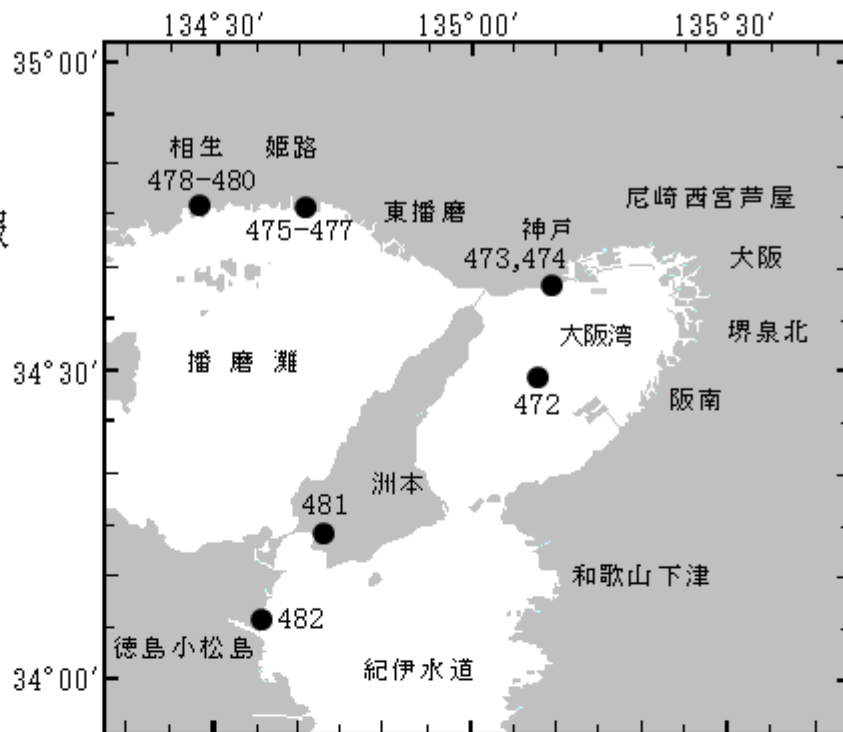 134°30′ 135°00′ 135°30′
35°00′
相生 姫路
478-480
475-477
東播磨
尼崎西宮芦屋
神戸
473,474
大阪
大阪湾
堺泉北
播磨灘
34°30′
472
阪南
洲本
481
和歌山下津
482
徳島小松島
紀伊水道
34°00′